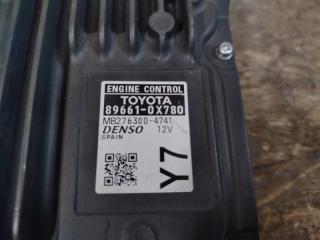 ENGINE CONTROL
TOYOTA
89661-0X780
MB276300-4741
DENSO 12V
SPAIN
Y7